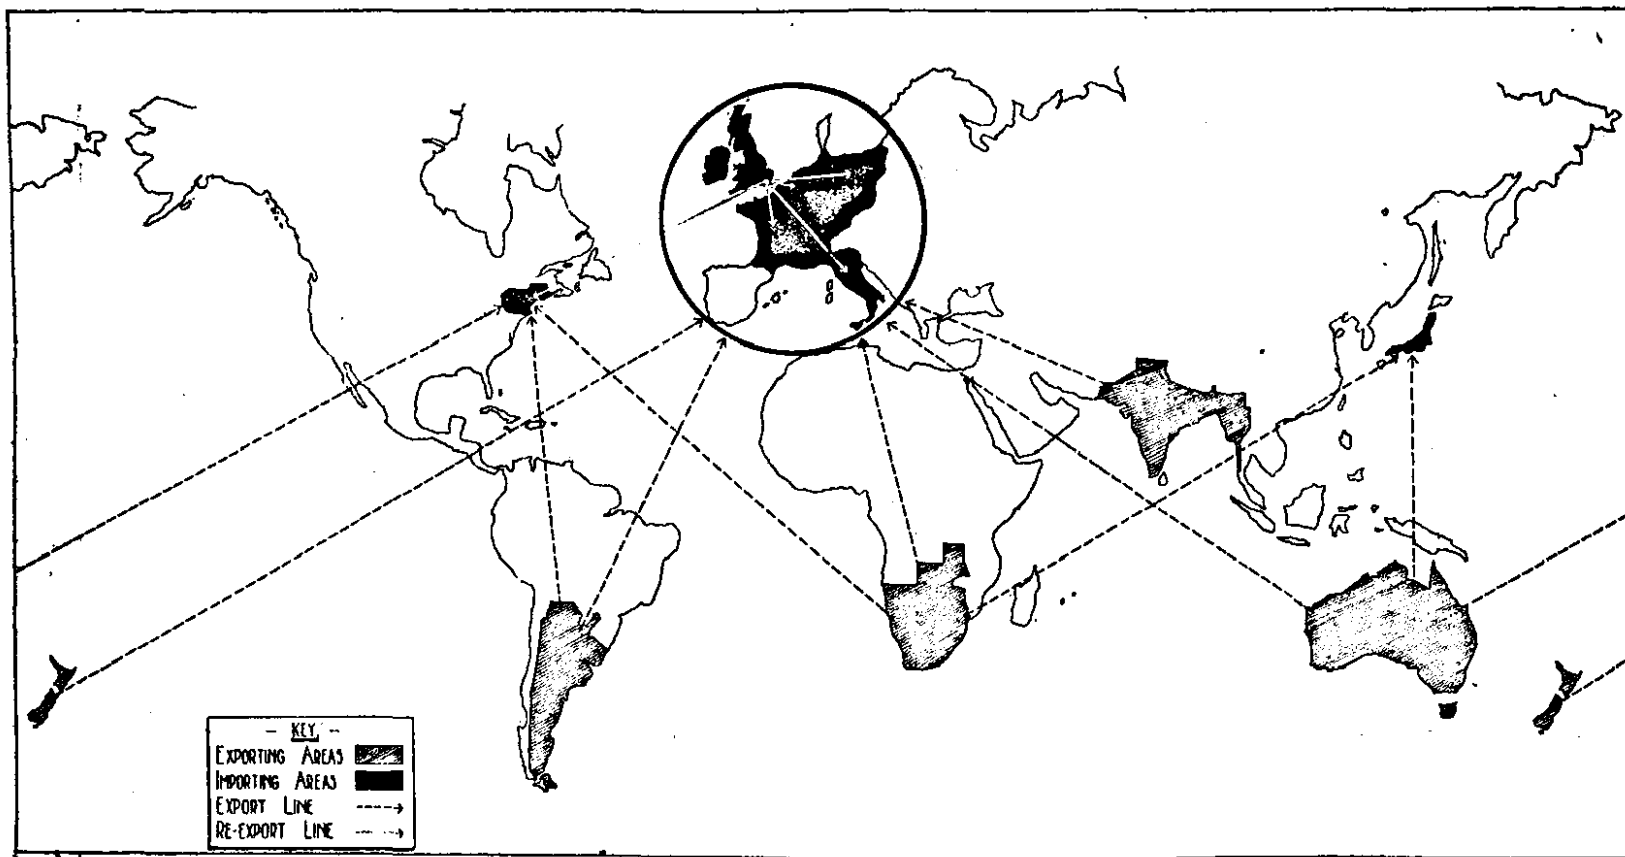 - KEY. -
EXPORTING AREAS
IMPORTING AREAS
EXPORT LINE
RE-EXPORT LINE